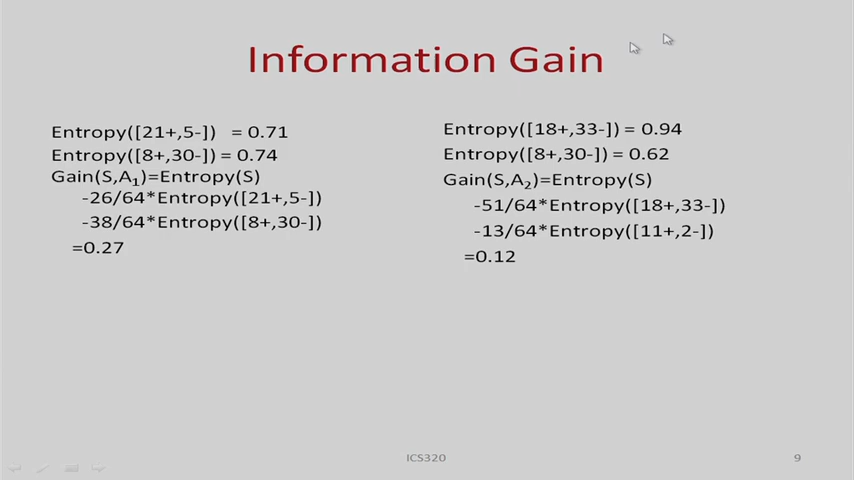 Information Gain
Entropy([21+,5-]) = 0.71
Entropy([8+,30-]) = 0.74
Gain(S,A₁)=Entropy(S)
-26/64*Entropy([21+,5-])
-38/64*Entropy([8+,30-])
=0.27
Entropy([18+,33-]) = 0.94
Entropy([8+,30-]) = 0.62
Gain(S,A₂)=Entropy(S)
-51/64*Entropy([18+,33-])
-13/64*Entropy([11+,2-])
=0.12
ICS320
9